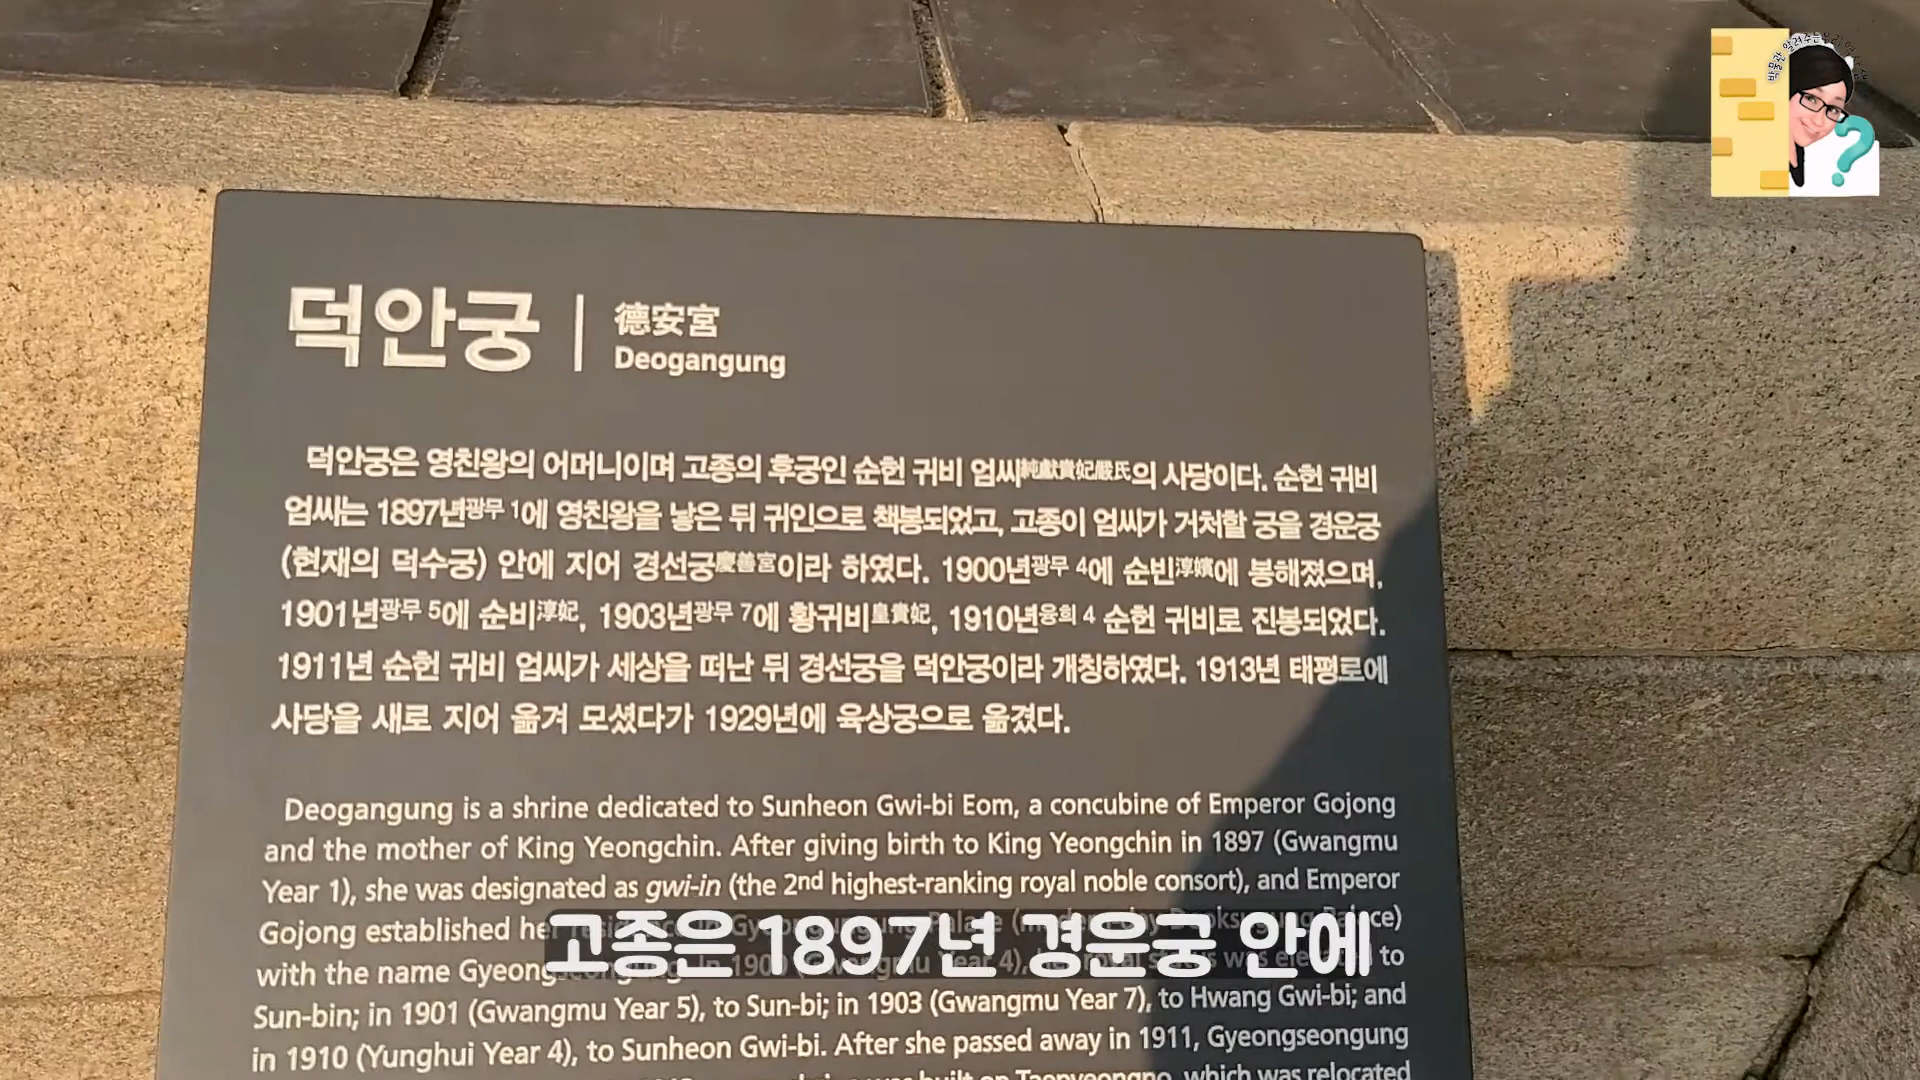 덕안궁
德安宮
Deogangung
덕안궁은 영친왕의 어머니이며 고종의 후궁인 순헌 귀비 엄씨純獻貴妃嚴氏의 사당이다. 순헌 귀비
엄씨는 1897년광무 1에 영친왕을 낳은 뒤 귀인으로 책봉되었고, 고종이 엄씨가 거처할 궁을 경운궁
(현재의 덕수궁) 안에 지어 경선궁慶善宮이라 하였다. 1900년광무 4에 순빈淳嬪에 봉해졌으며,
1901년광무 5에 순비淳妃, 1903년광무 7에 황귀비皇貴妃, 1910년융희 4 순헌 귀비로 진봉되었다.
1911년 순헌 귀비 엄씨가 세상을 떠난 뒤 경선궁을 덕안궁이라 개칭하였다. 1913년 태평로에
사당을 새로 지어 옮겨 모셨다가 1929년에 육상궁으로 옮겼다.
Deogangung is a shrine dedicated to Sunheon Gwi-bi Eom, a concubine of Emperor Gojong
and the mother of King Yeongchin. After giving birth to King Yeongchin in 1897 (Gwangmu
Year 1), she was designated as gwi-in (the 2nd highest-ranking royal noble consort), and Emperor
Gojong established her
with the name to
Sun-bin; in 1901 (Gwangmu Year 5), to Sun-bi; in 1903 (Gwangmu Year 7), to Hwang Gwi-bi; and
in 1910 (Yunghui Year 4), to Sunheon Gwi-bi. After she passed away in 1911, Gyeongseongung
was built on Taepyeongno, which was relocated
고종은 1897년 경운궁 안에